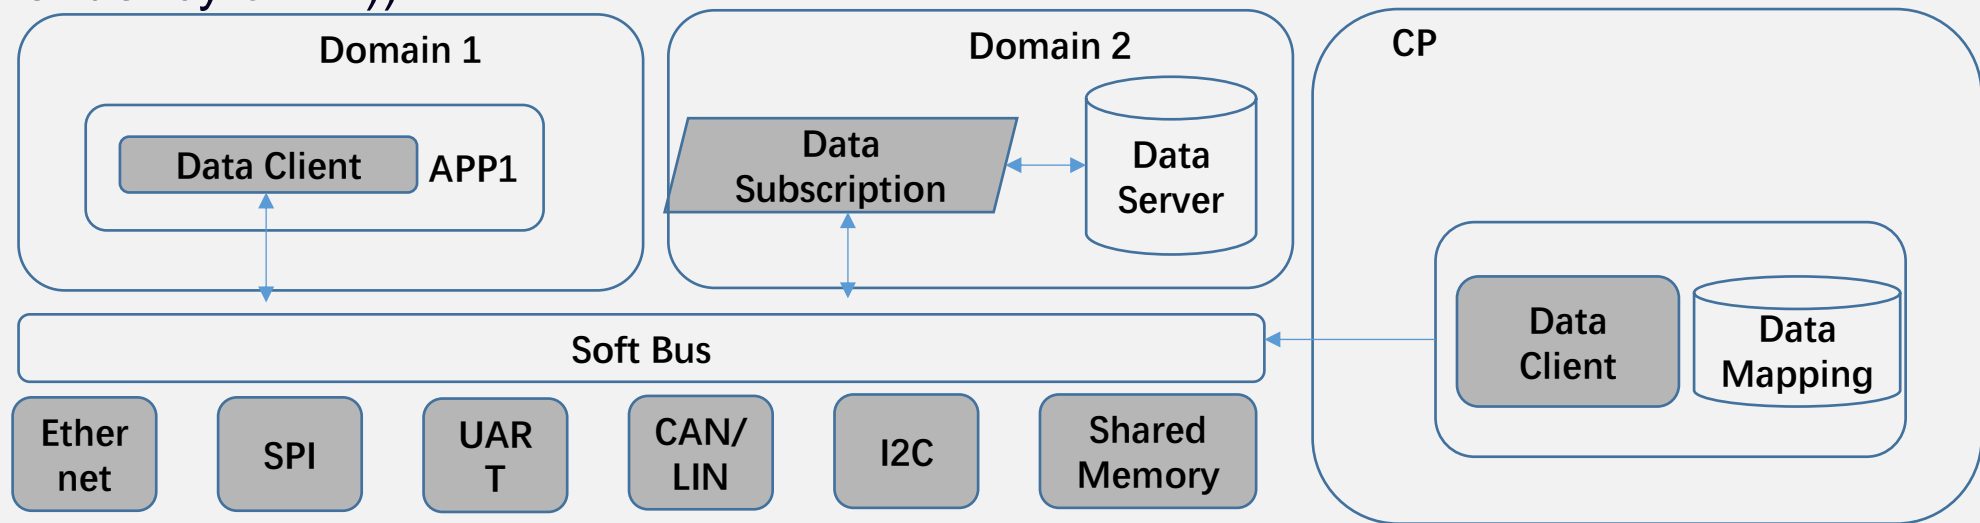 Domain 1
Domain 2
CP
Data Client
APP1
Data
Subscription
Data
Server
Soft Bus
Data
Client
Data
Mapping
Ether
net
SPI
UAR
T
CAN/
LIN
I2C
Shared
Memory